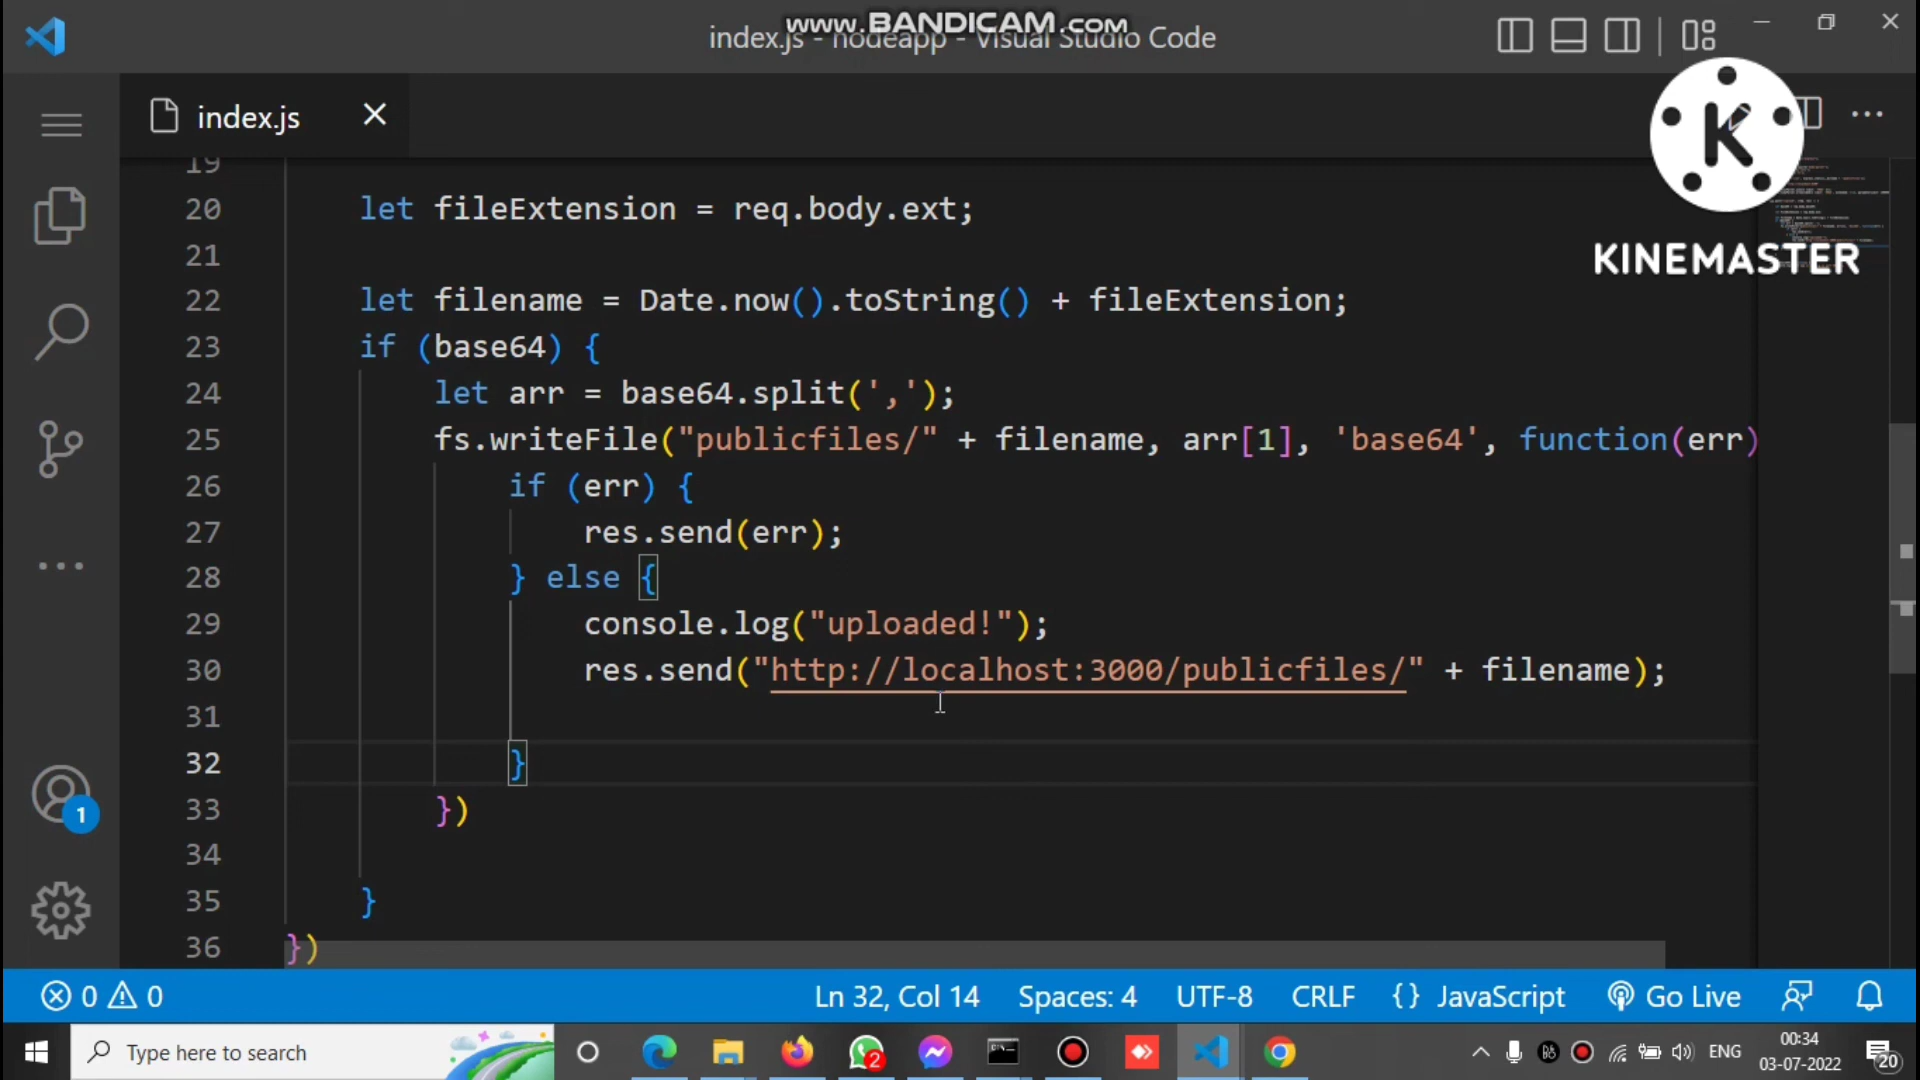 www.BANDICAM.com
index.js - nodeapp - Visual Studio Code
index.js
KINEMASTER
19
20 let fileExtension = req.body.ext;
21
22 let filename = Date.now().toString() + fileExtension;
23 if (base64) {
24 let arr = base64.split(',');
25 fs.writeFile("publicfiles/" + filename, arr[1], 'base64', function(err)
26 if (err) {
27 res.send(err);
28 } else {
29 console.log("uploaded!");
30 res.send("http://localhost:3000/publicfiles/" + filename);
31
32 }
33 })
34
35 }
36 })
1
0 0 Ln 32, Col 14 Spaces: 4 UTF-8 CRLF {} JavaScript Go Live
Type here to search
2
ENG
00:34
03-07-2022
20